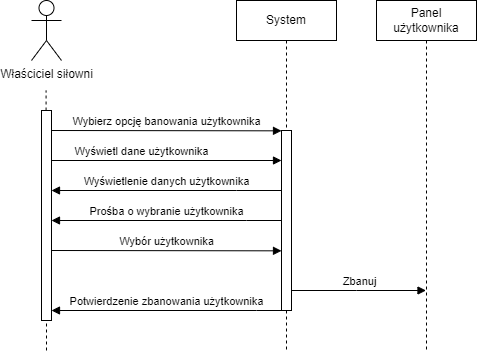 System
Panel
użytkownika
Właściciel siłowni
Wybierz opcję banowania użytkownika
Wyświetl dane użytkownika
Wyświetlenie danych użytkownika
Prośba o wybranie użytkownika
Wybór użytkownika
Zbanuj
Potwierdzenie zbanowania użytkownika